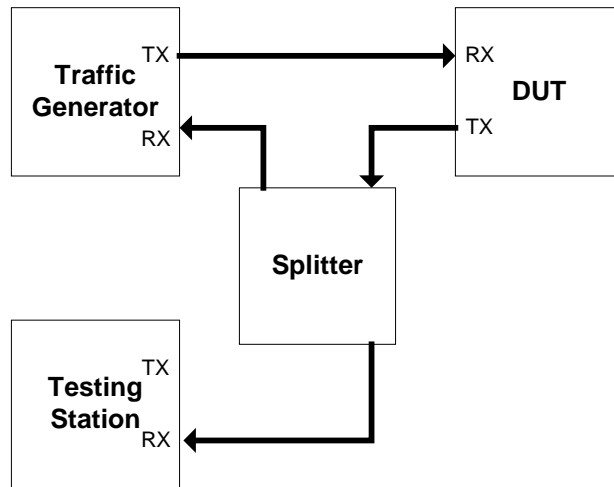 TX
Traffic
Generator
RX
RX
DUT
TX
Splitter
TX
Testing
Station
RX